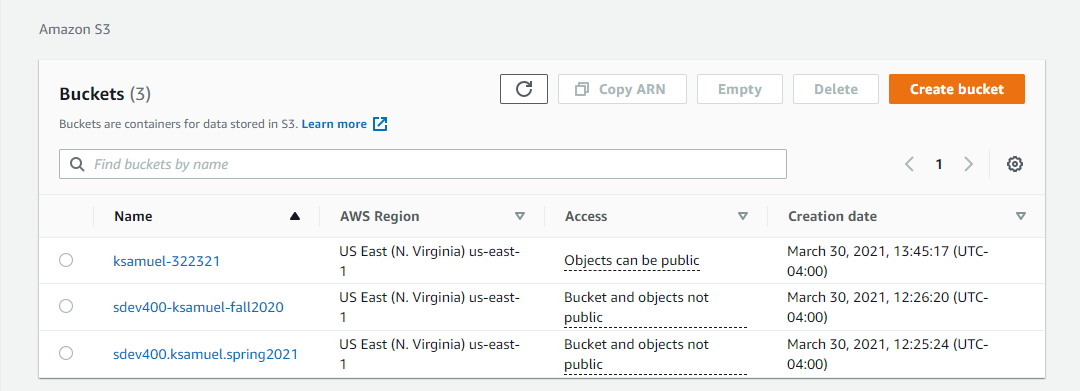 Amazon S3
Buckets (3)
Copy ARN
Empty
Delete
Create bucket
Buckets are containers for data stored in S3. Learn more
Find buckets by name
1
Name
AWS Region
Access
Creation date
ksamuel-322321
US East (N. Virginia) us-east-
1
Objects can be public
March 30, 2021, 13:45:17 (UTC-
04:00)
sdev400-ksamuel-fall2020
US East (N. Virginia) us-east-
1
Bucket and objects not
public
March 30, 2021, 12:26:20 (UTC-
04:00)
sdev400.ksamuel.spring2021
US East (N. Virginia) us-east-
1
Bucket and objects not
public
March 30, 2021, 12:25:24 (UTC-
04:00)